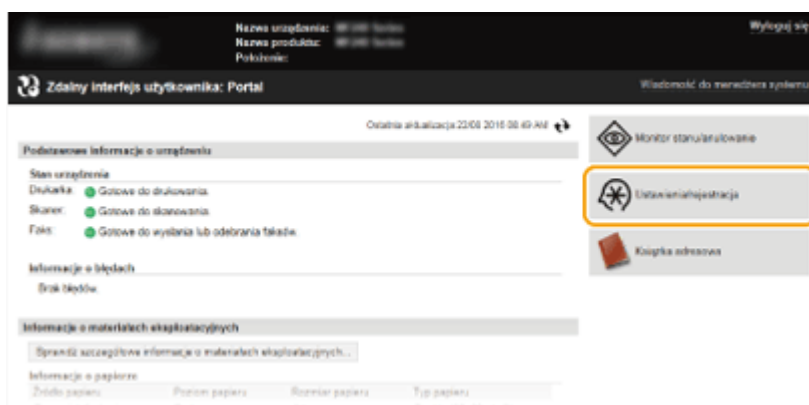 Nazwa urządzenia:
Nazwa produktu:
Położenie:
Wyloguj się
Zdalny interfejs użytkownika: Portal
Wiadomość do menedżera systemu
Ostatnia aktualizacja:22/08 2016 08:49 AM
Podstawowe informacje o urządzeniu
Stan urządzenia
Drukarka: Gotowe do drukowania.
Skaner: Gotowe do skanowania.
Faks: Gotowe do wysłania lub odebrania faksów.
Informacje o błędach
Brak błędów.
Informacje o materiałach eksploatacyjnych
Sprawdź szczegółowe informacje o materiałach eksploatacyjnych...
Informacje o papierze
Źródło papieru Poziom papieru Rozmiar papieru Typ papieru
Monitor stanu/anulowanie
Ustawienia/rejestracja
Książka adresowa